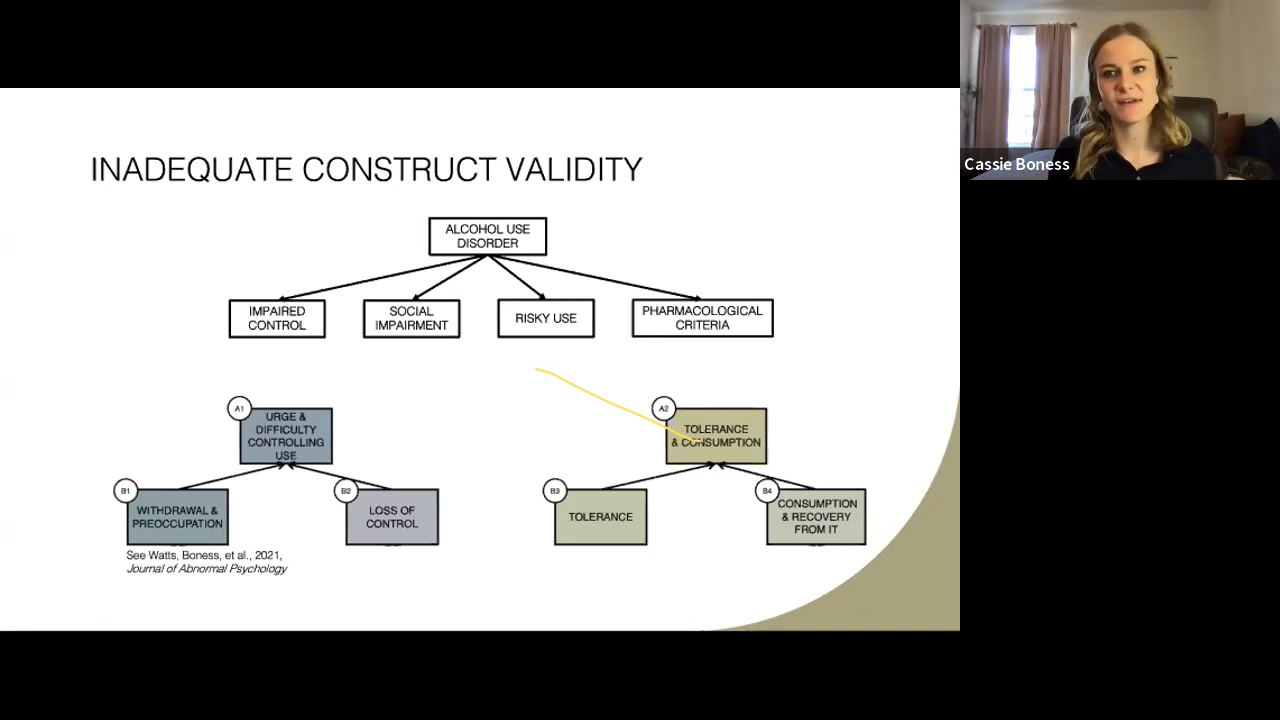 INADEQUATE CONSTRUCT VALIDITY
Cassie Boness
ALCOHOL USE
DISORDER
IMPAIRED
CONTROL
SOCIAL
IMPAIRMENT
RISKY USE
PHARMACOLOGICAL
CRITERIA
A1
URGE &
DIFFICULTY
CONTROLLING
USE
A2
TOLERANCE
& CONSUMPTION
B1
WITHDRAWAL &
PREOCCUPATION
B2
LOSS OF
CONTROL
B3
TOLERANCE
B4
CONSUMPTION
& RECOVERY
FROM IT
See Watts, Boness, et al., 2021,
Journal of Abnormal Psychology